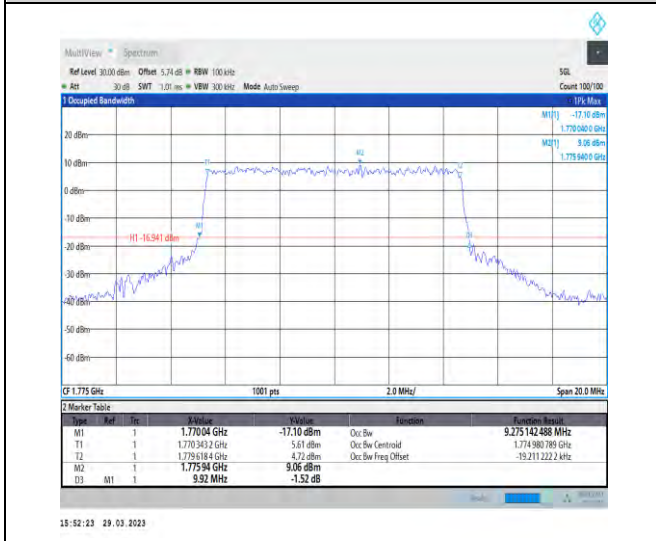 MultiView Spectrum
Ref Level 30.00 dBm Offset 5.74 dB RBW 100 kHz SGL
Att 30 dB SWT 1.01 ms VBW 300 kHz Mode Auto Sweep Count 100/100
1 Occupied Bandwidth 1Pk Max
M1[1] -17.10 dBm
1.770 040 0 GHz
M2[1] 9.06 dBm
1.775 940 0 GHz
20 dBm
M2
T1 T2
10 dBm
0 dBm
-10 dBm
M1
H1 -16.941 dBm
D3
-20 dBm
-30 dBm
-40 dBm
-50 dBm
-60 dBm
CF 1.775 GHz 1001 pts 2.0 MHz/ Span 20.0 MHz
2 Marker Table
Type Ref Trc X-Value Y-Value Function Function Result
M1 1 1.77004 GHz -17.10 dBm Occ Bw 9.275 142 488 MHz
T1 1 1.770 343 2 GHz 5.61 dBm Occ Bw Centroid 1.774 980 789 GHz
T2 1 1.779 618 4 GHz 4.72 dBm Occ Bw Freq Offset -19.211 222 2 kHz
M2 1 1.77594 GHz 9.06 dBm
D3 M1 1 9.92 MHz -1.52 dB
15:52:23 29.03.2023